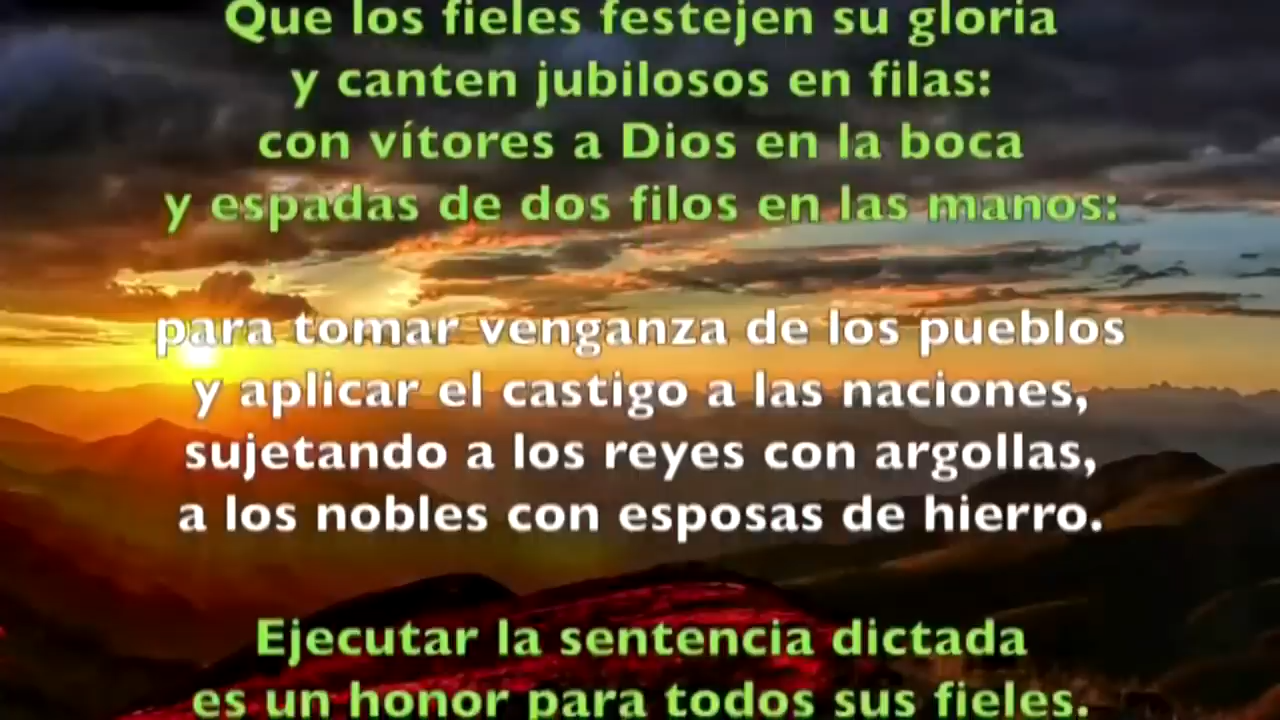 Que los fieles festejen su gloria
y canten jubilosos en filas:
con vítores a Dios en la boca
y espadas de dos filos en las manos:
para tomar venganza de los pueblos
y aplicar el castigo a las naciones,
sujetando a los reyes con argollas,
a los nobles con esposas de hierro.
Ejecutar la sentencia dictada
es un honor para todos sus fieles.